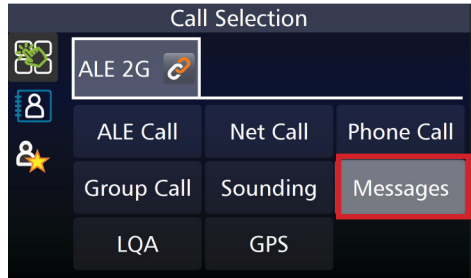 Call Selection
ALE 2G
ALE Call Net Call Phone Call
Group Call Sounding Messages
LQA GPS